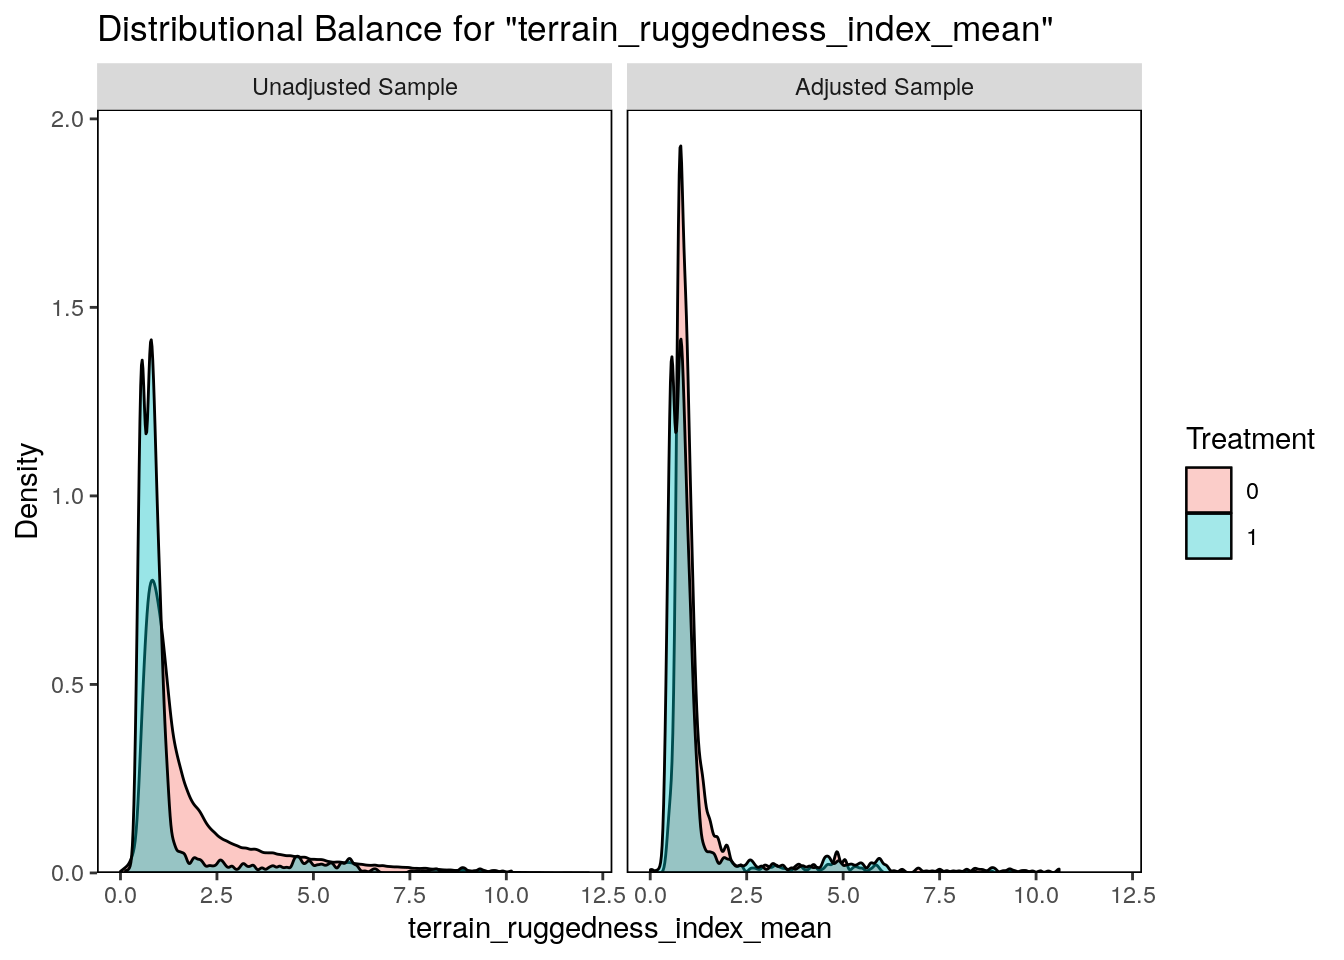 Distributional Balance for "terrain_ruggedness_index_mean"
Unadjusted Sample
Adjusted Sample
2.0
1.5
1.0
0.5
0.0
Density
0.0 2.5 5.0 7.5 10.0 12.5
0.0 2.5 5.0 7.5 10.0 12.5
terrain_ruggedness_index_mean
Treatment
0
1